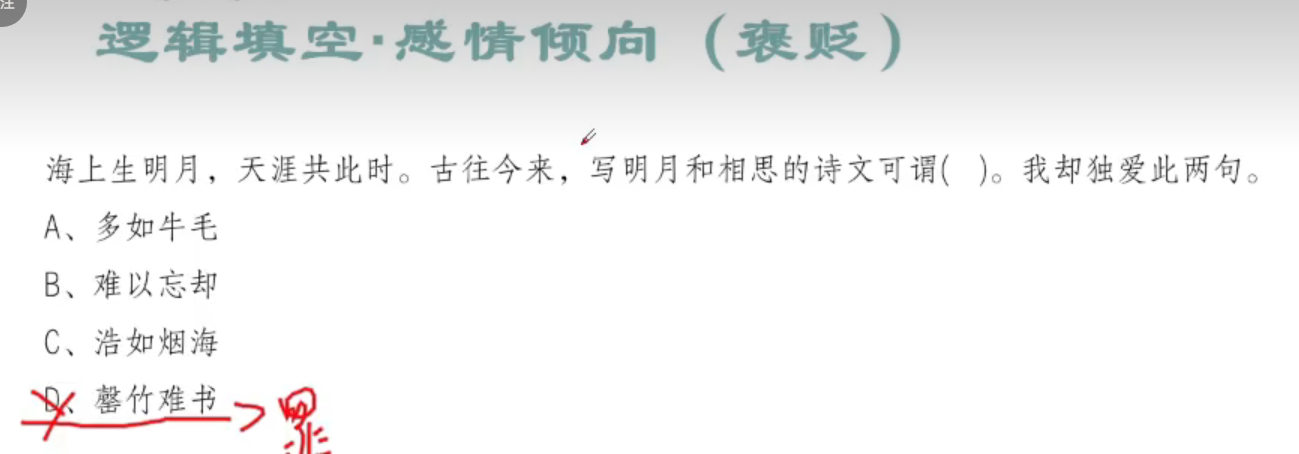 注
逻辑填空·感情倾向（褒贬）
海上生明月，天涯共此时。古往今来，写明月和相思的诗文可谓( )。我却独爱此两句。
A、多如牛毛
B、难以忘却
C、浩如烟海
D、罄竹难书
罪